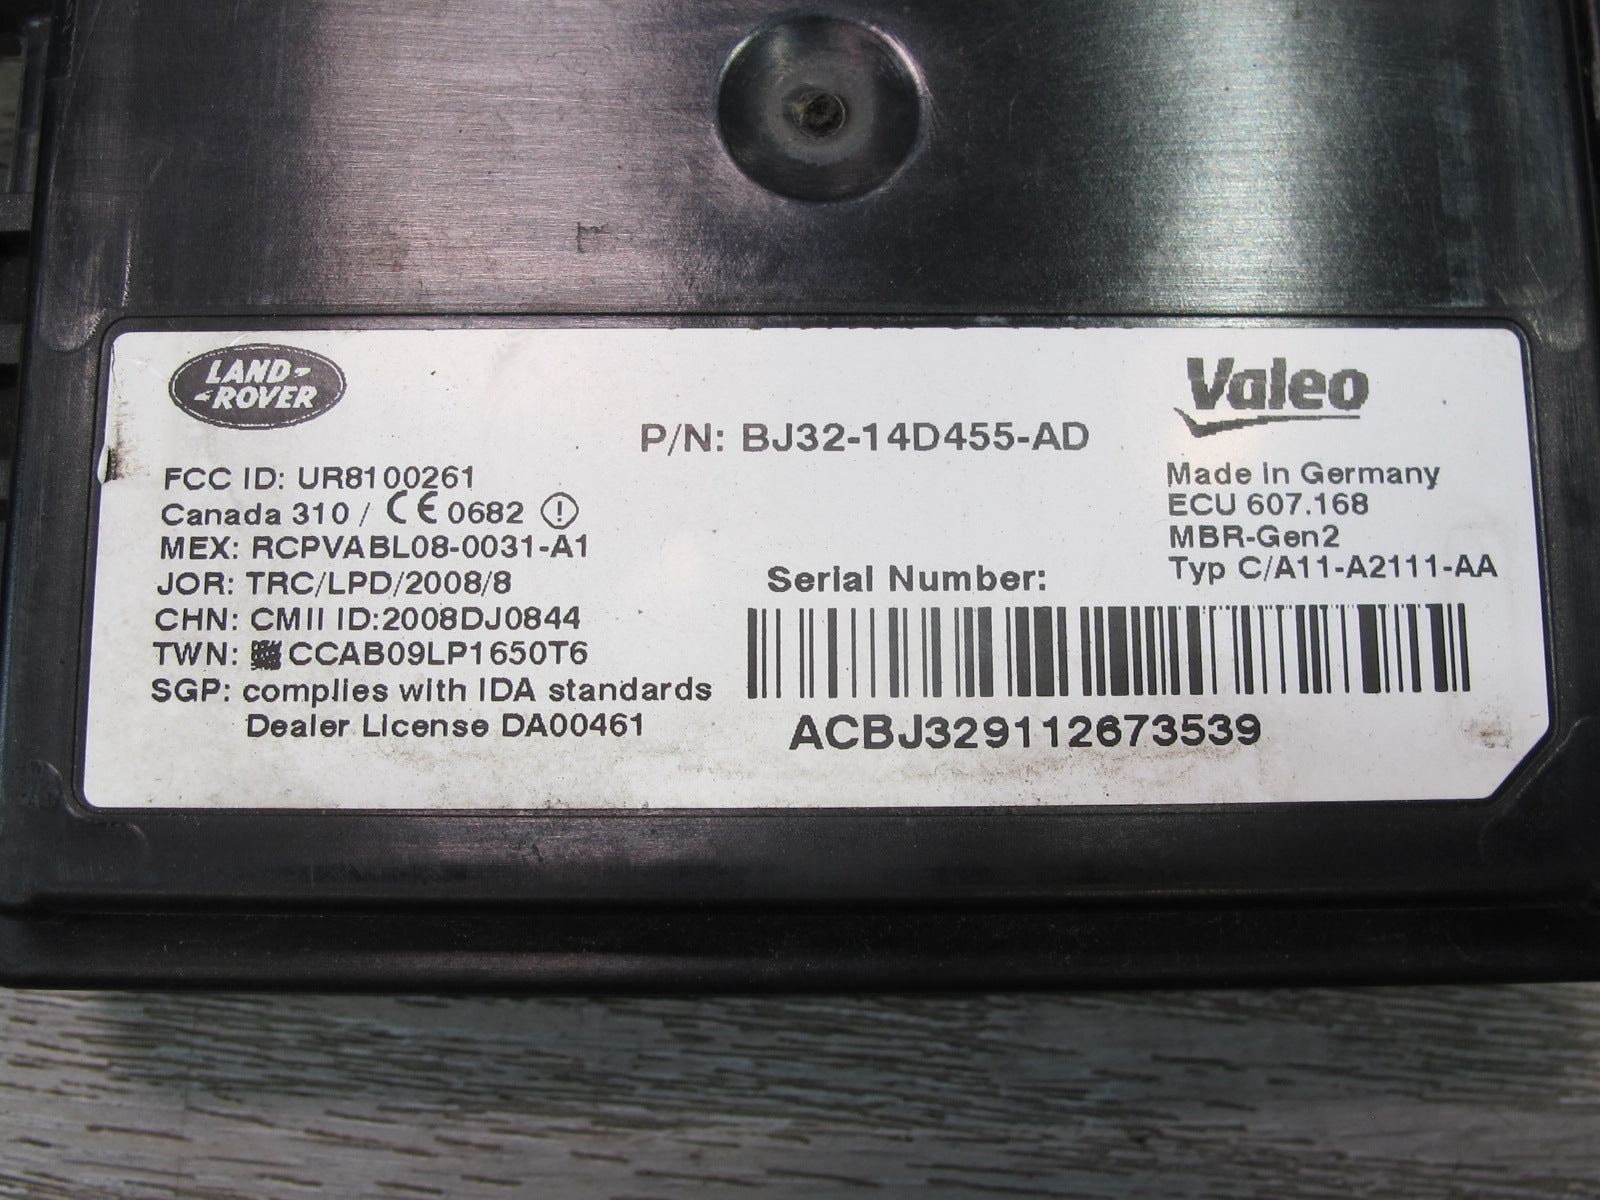 LAND-
-ROVER
Valeo
P/N: BJ32-14D455-AD
FCC ID: UR8100261
Canada 310 / CE 0682
MEX: RCPVABL08-0031-A1
JOR: TRC/LPD/2008/8
CHN: CMII ID:2008DJ0844
TWN: CCAB09LP1650T6
SGP: complies with IDA standards
Dealer License DA00461
Made in Germany
ECU 607.168
MBR-Gen2
Typ C/A11-A2111-AA
Serial Number:
ACBJ329112673539